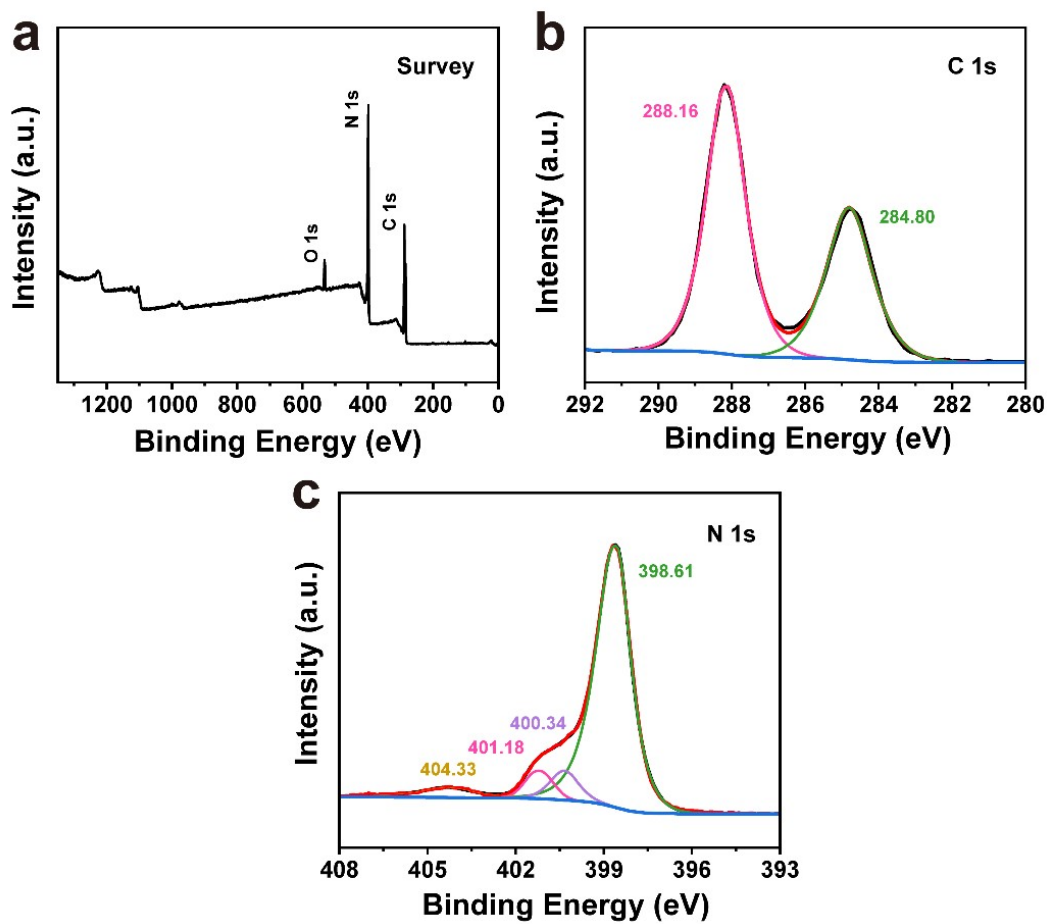 a
Survey
Intensity (a.u.)
O 1s
N 1s
C 1s
1200 1000 800 600 400 200 0
Binding Energy (eV)
b
C 1s
Intensity (a.u.)
288.16
284.80
292 290 288 286 284 282 280
Binding Energy (eV)
c
N 1s
Intensity (a.u.)
398.61
400.34
401.18
404.33
408 405 402 399 396 393
Binding Energy (eV)